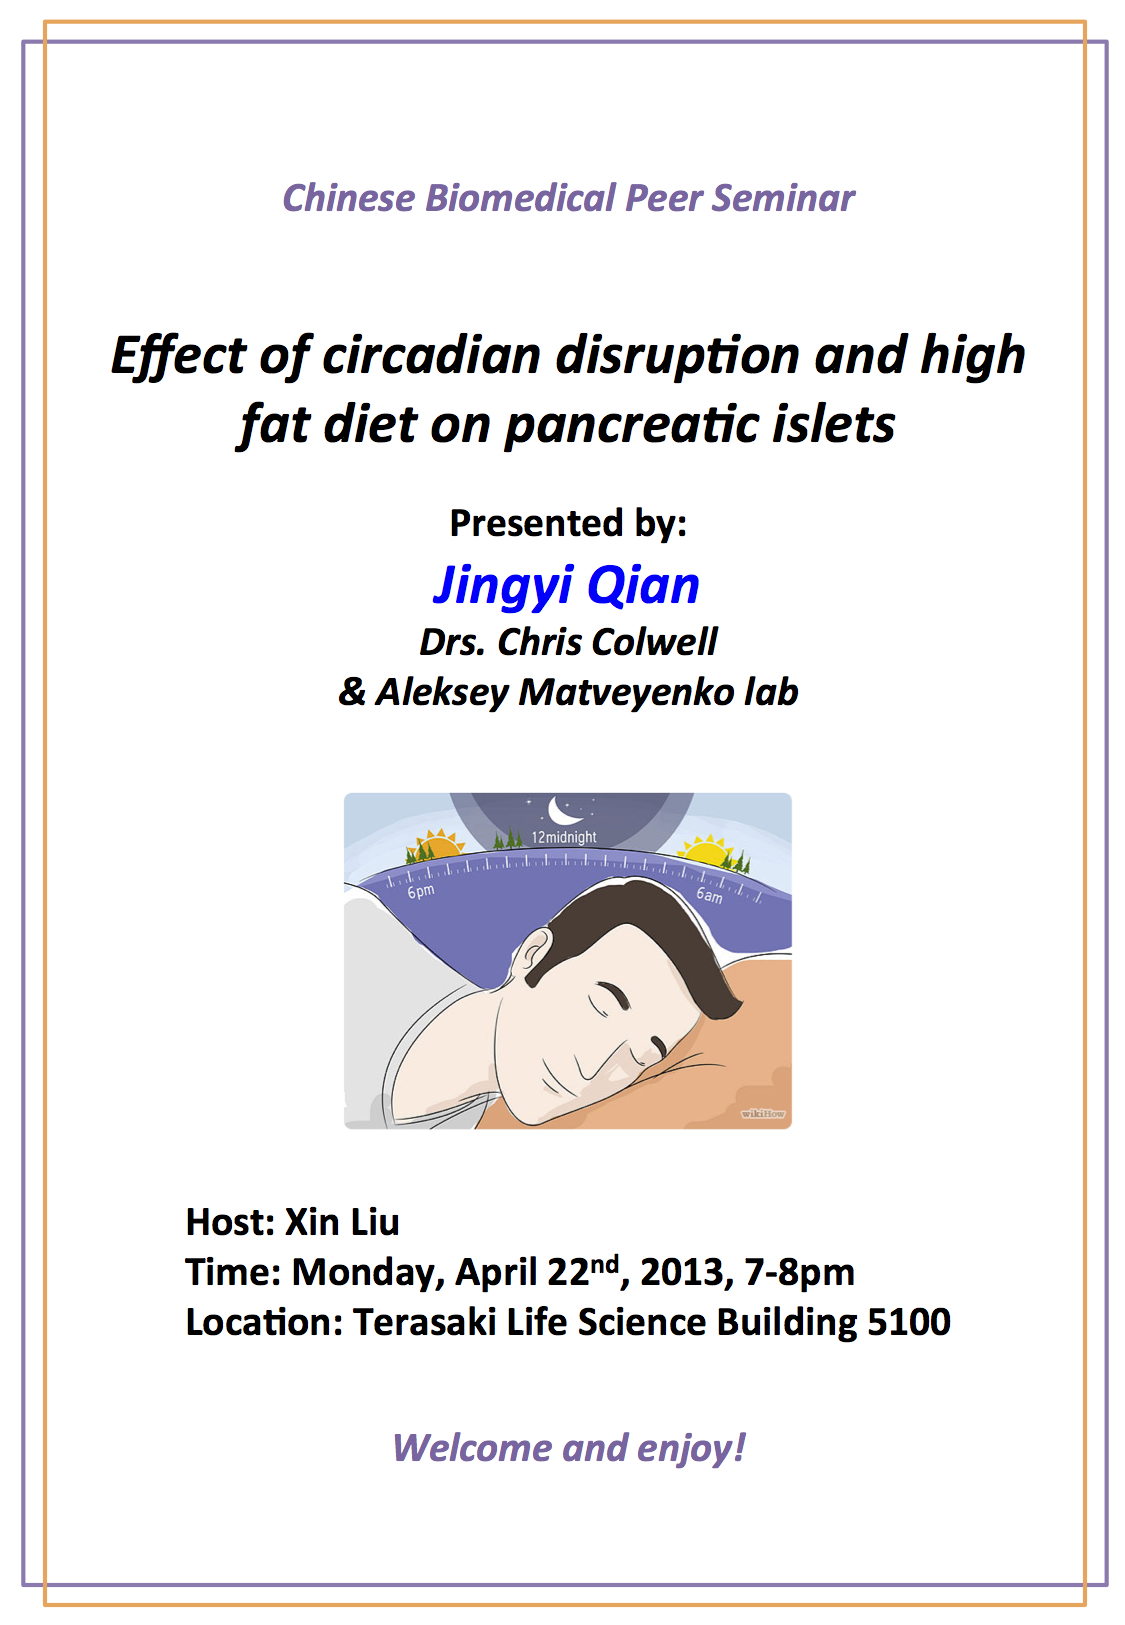 Chinese Biomedical Peer Seminar
Effect of circadian disruption and high
fat diet on pancreatic islets
Presented by:
Jingyi Qian
Drs. Chris Colwell
& Aleksey Matveyenko lab
12midnight
6pm
6am
wikiHow
Host: Xin Liu
Time: Monday, April 22nd, 2013, 7-8pm
Location: Terasaki Life Science Building 5100
Welcome and enjoy!